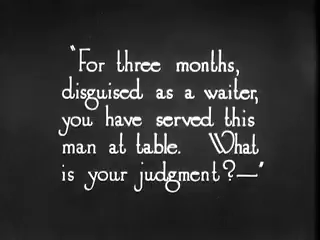 "For three months,
disguised as a waiter,
you have served this
man at table. What
is your judgment?—"